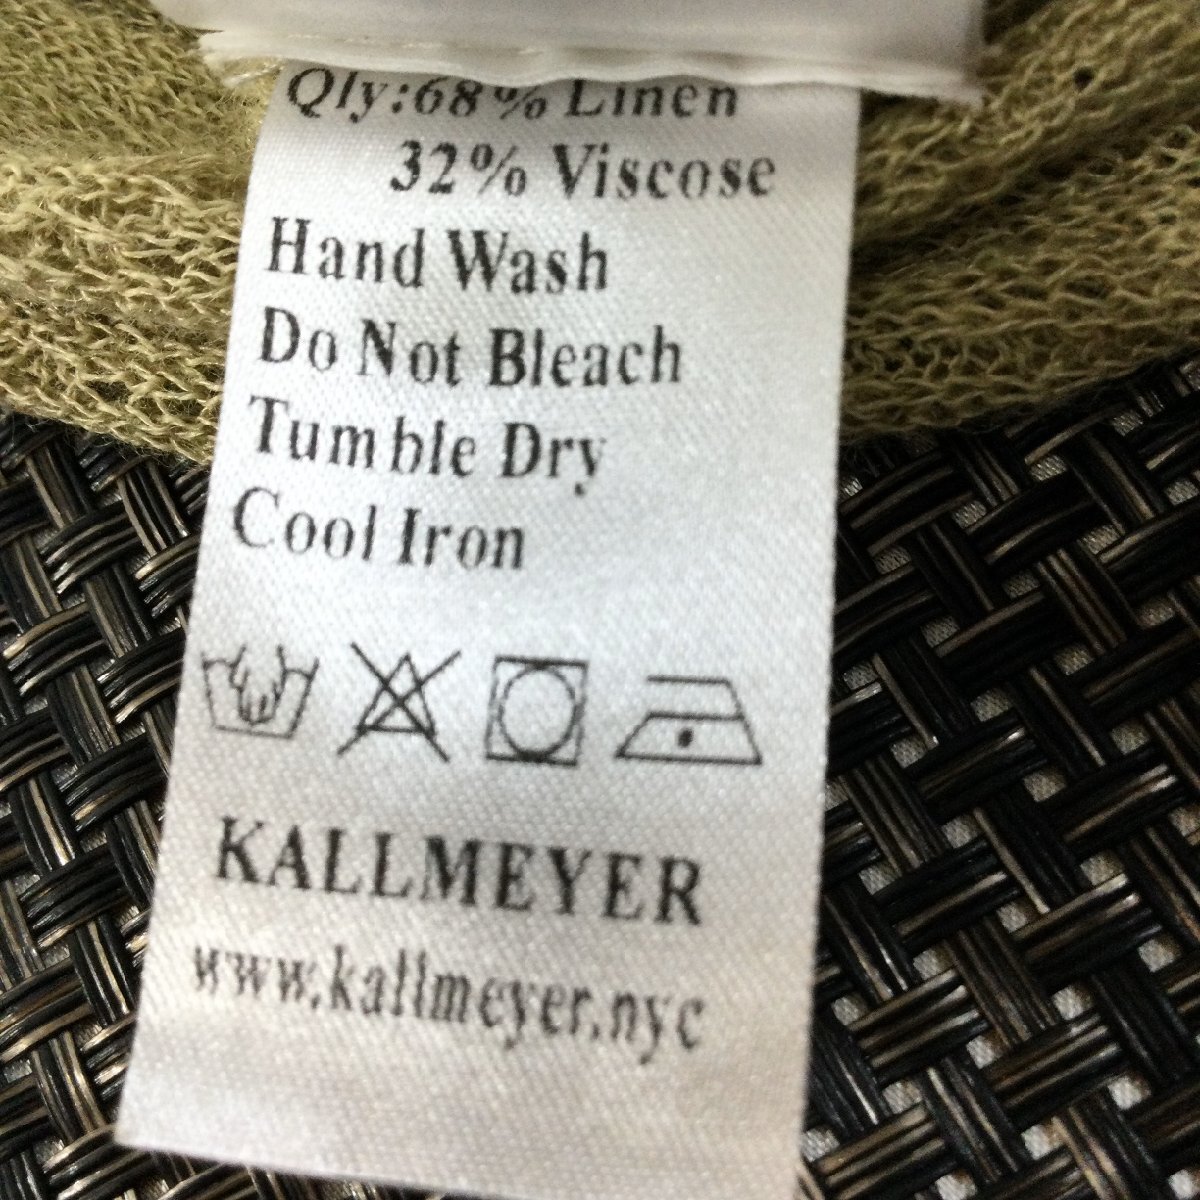 Qly:68% Linen
32% Viscose
Hand Wash
Do Not Bleach
Tumble Dry
Cool Iron
KALLMEYER
www.kallmeyer.nyc